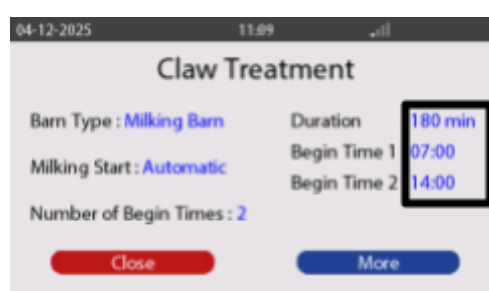 04-12-2025 11:09
Claw Treatment
Barn Type : Milking Barn
Milking Start : Automatic
Number of Begin Times : 2
Duration 180 min
Begin Time 1 07:00
Begin Time 2 14:00
Close More